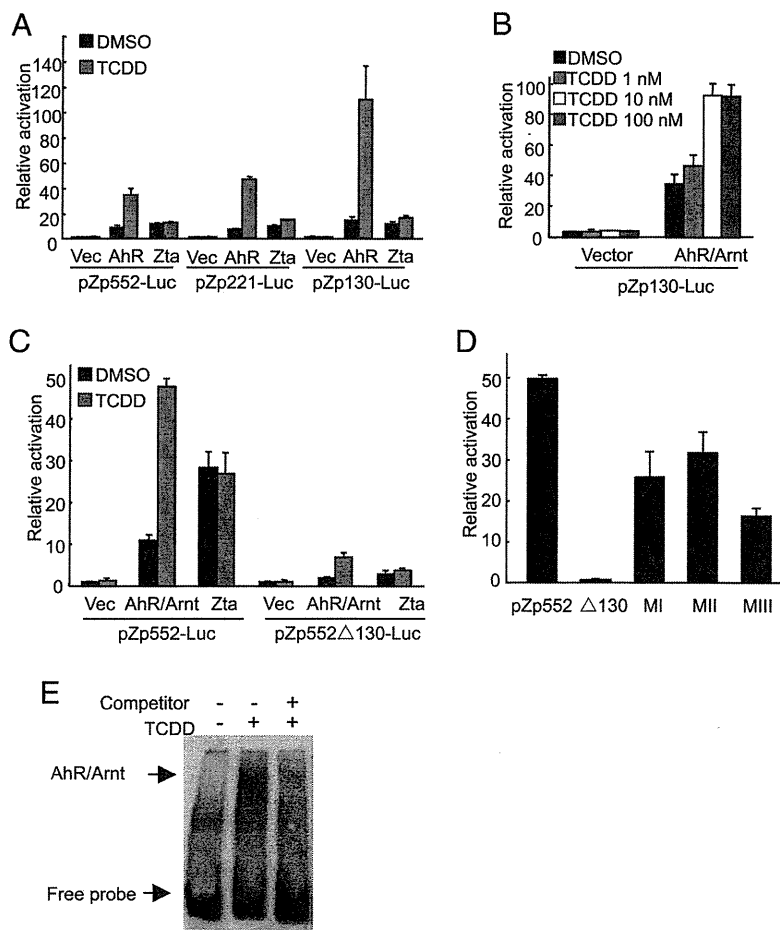 A
DMSO
TCDD
Relative activation
140
120
100
80
60
40
20
0
Vec AhR Zta Vec AhR Zta Vec AhR Zta
pZp552-Luc pZp221-Luc pZp130-Luc
B
DMSO
TCDD 1 nM
TCDD 10 nM
TCDD 100 nM
Relative activation
100
80
60
40
20
0
Vector AhR/Arnt
pZp130-Luc
C
DMSO
TCDD
Relative activation
50
40
30
20
10
0
Vec AhR/Arnt Zta Vec AhR/Arnt Zta
pZp552-Luc pZp552△130-Luc
D
Relative activation
50
40
30
20
10
0
pZp552 △130 MI MII MIII
E
Competitor - - +
TCDD - + +
AhR/Arnt
Free probe